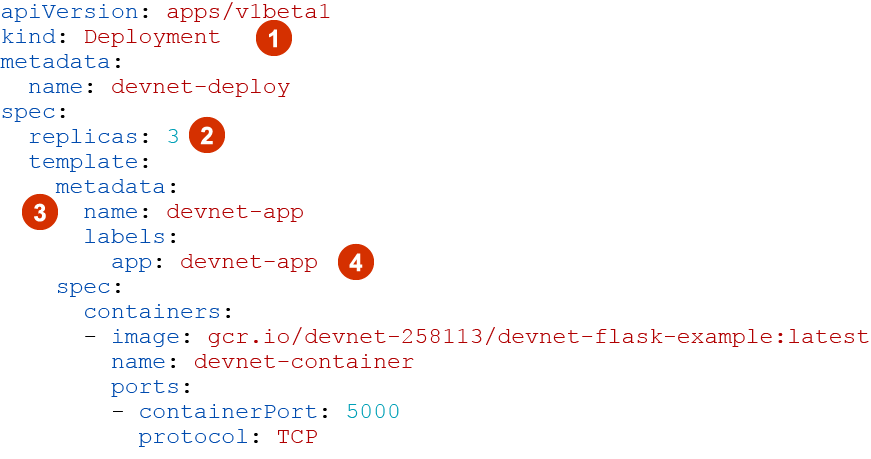 apiVersion: apps/v1beta1
kind: Deployment 1
metadata:
  name: devnet-deploy
spec:
  replicas: 3 2
  template:
    metadata:
3 name: devnet-app
      labels:
        app: devnet-app 4
    spec:
      containers:
      - image: gcr.io/devnet-258113/devnet-flask-example:latest
        name: devnet-container
        ports:
        - containerPort: 5000
          protocol: TCP